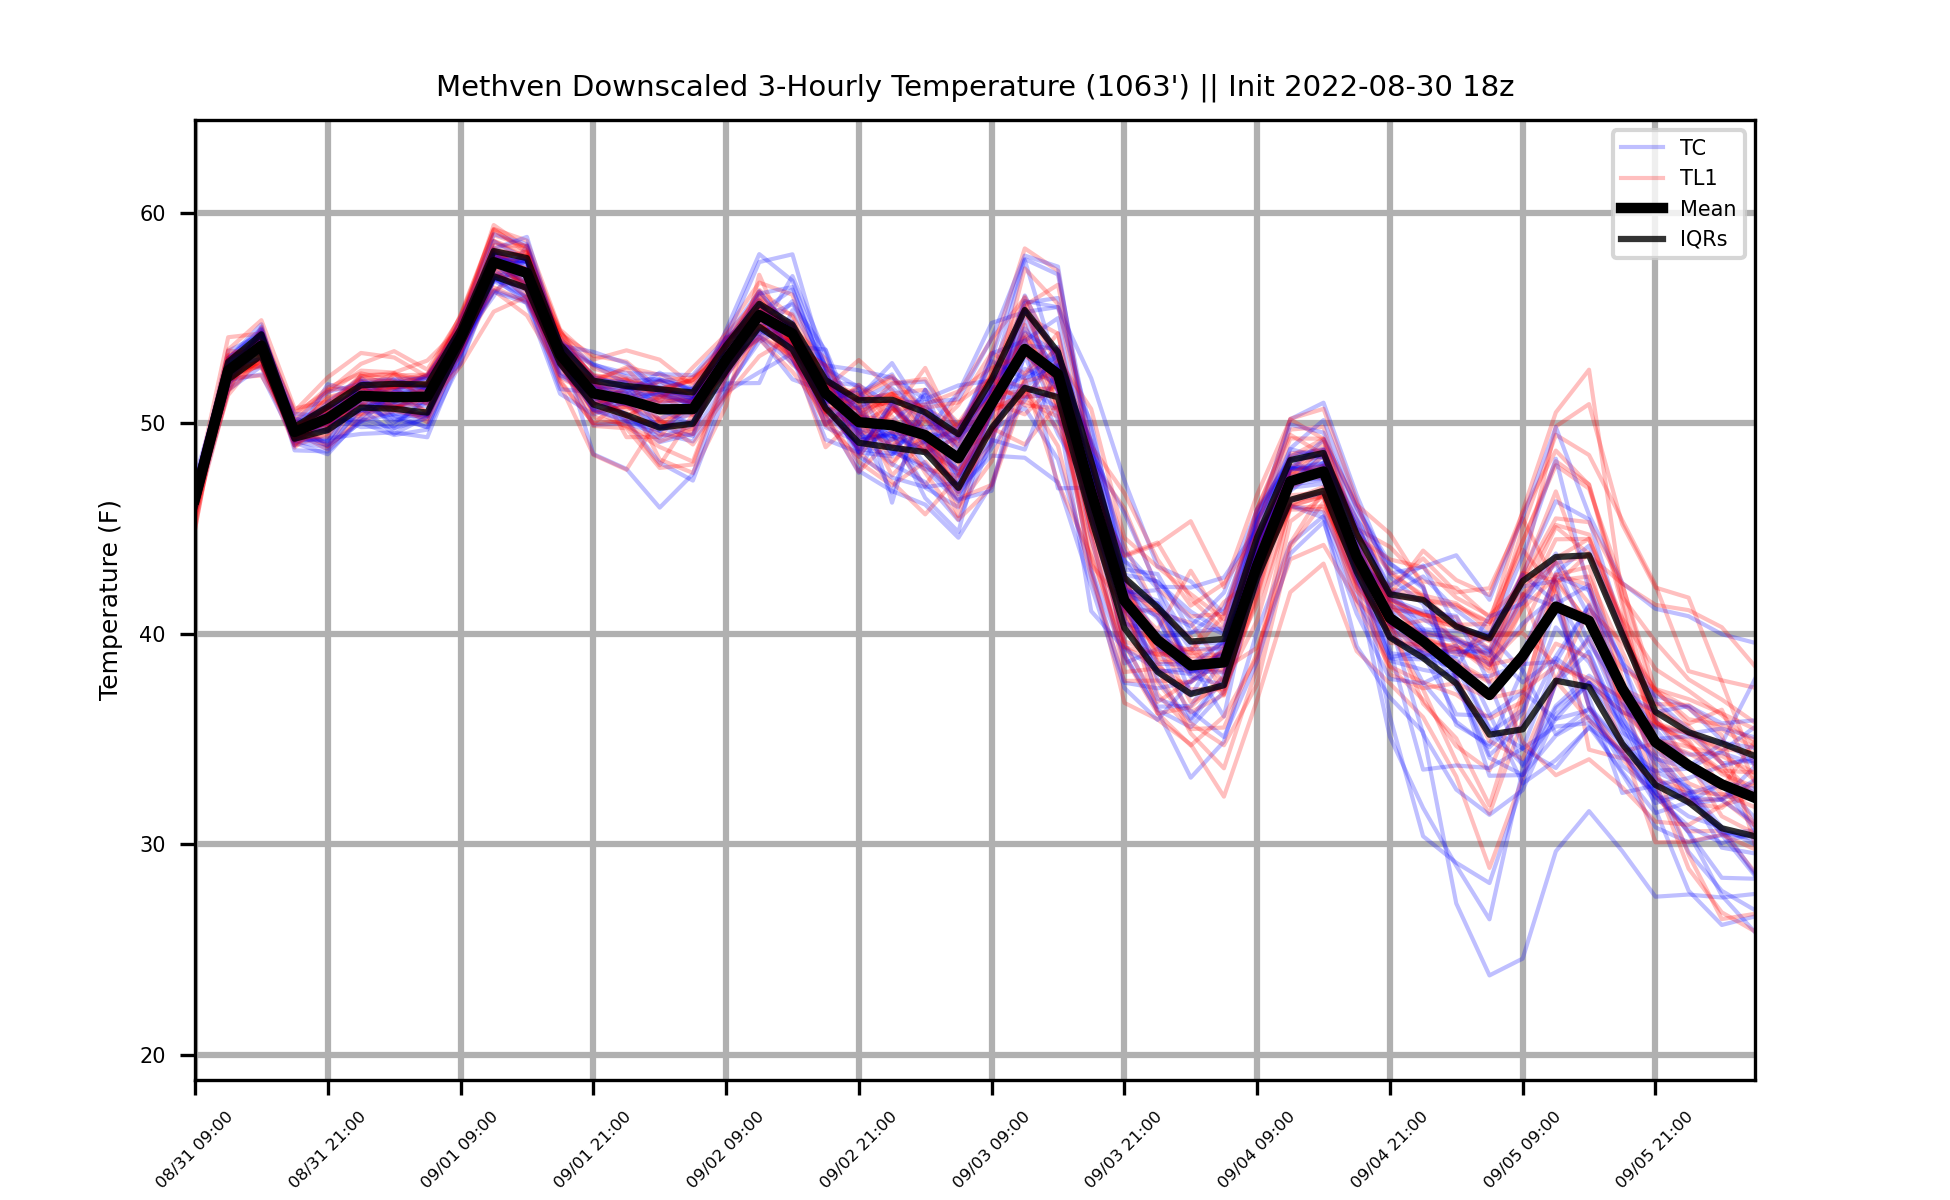 Methven Downscaled 3-Hourly Temperature (1063') || Init 2022-08-30 18z
TC
TL1
Mean
IQRs
Temperature (F)
60
50
40
30
20
08/31 09:00
08/31 21:00
09/01 09:00
09/01 21:00
09/02 09:00
09/02 21:00
09/03 09:00
09/03 21:00
09/04 09:00
09/04 21:00
09/05 09:00
09/05 21:00